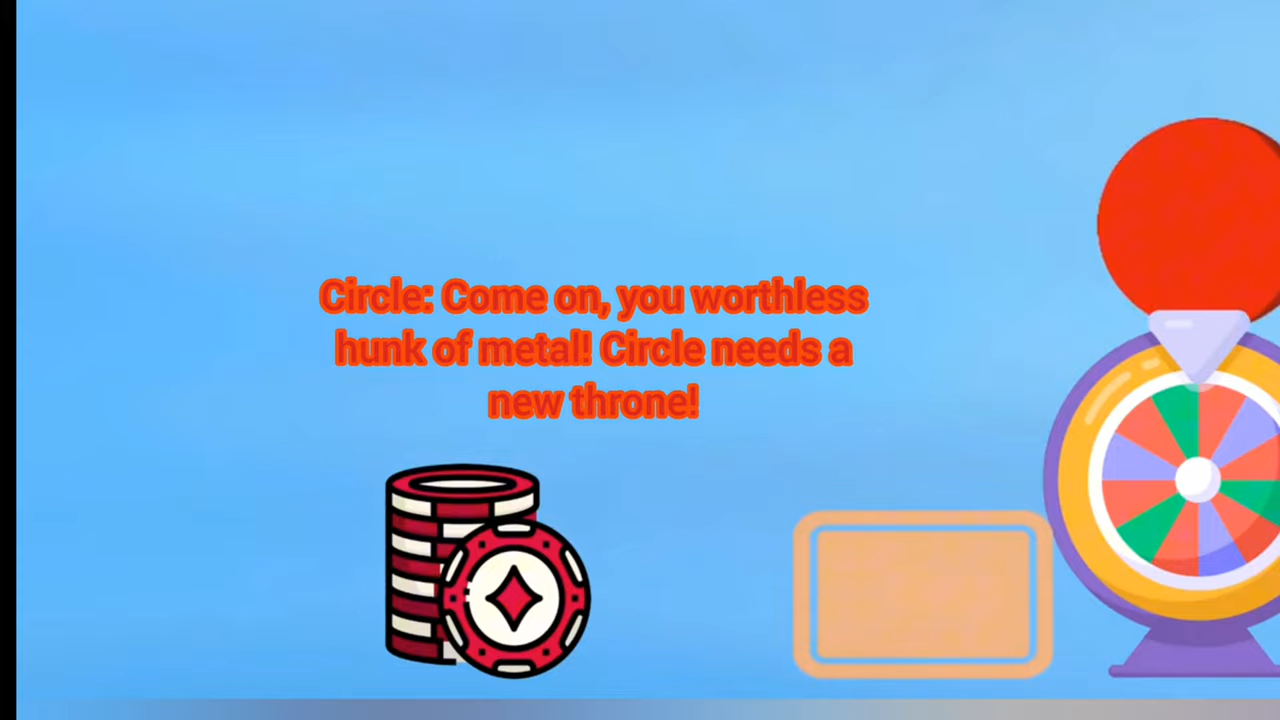 Circle: Come on, you worthless
hunk of metal! Circle needs a
new throne!